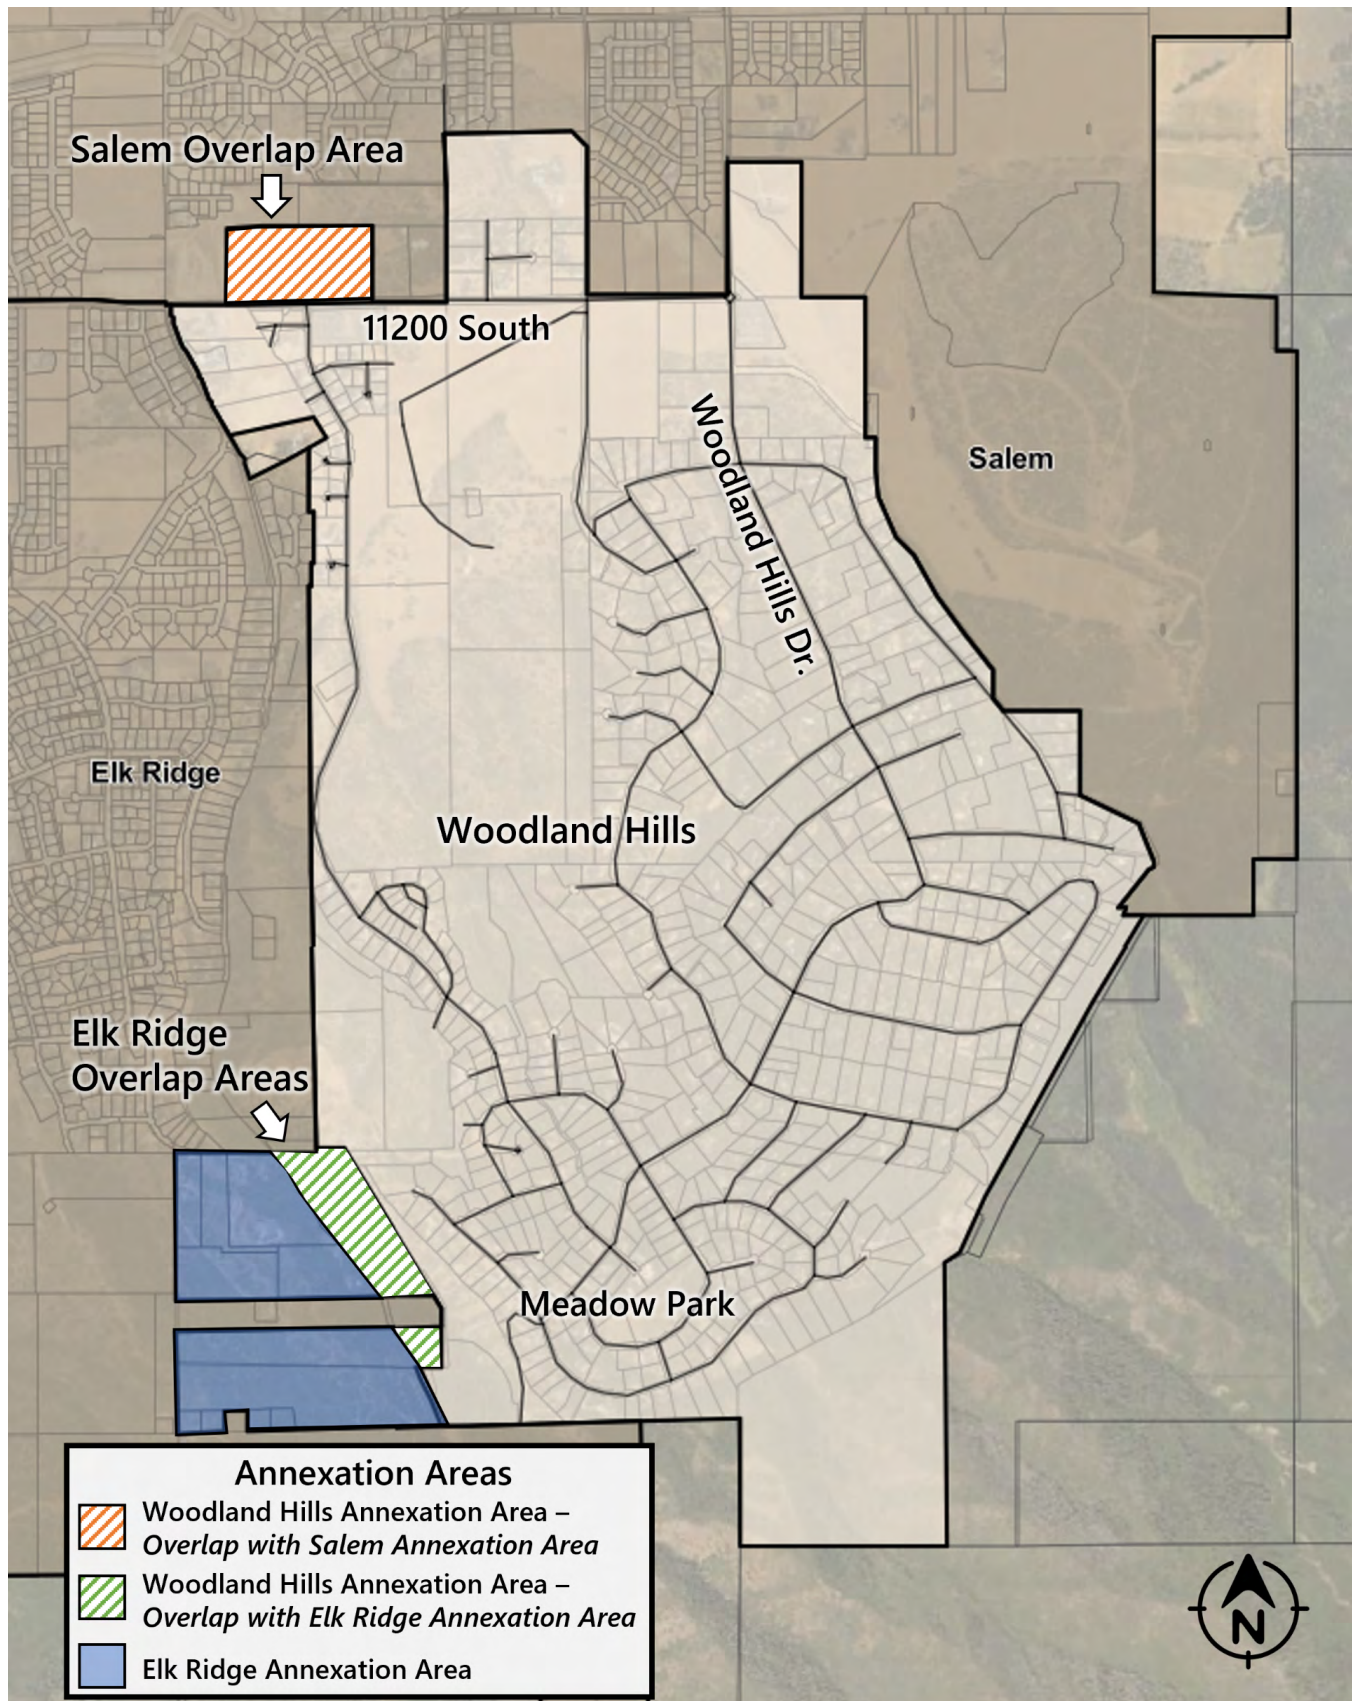 Salem Overlap Area
11200 South
Woodland Hills Dr.
Salem
Elk Ridge
Woodland Hills
Elk Ridge
Overlap Areas
Meadow Park
Annexation Areas
Woodland Hills Annexation Area –
Overlap with Salem Annexation Area
Woodland Hills Annexation Area –
Overlap with Elk Ridge Annexation Area
Elk Ridge Annexation Area
N